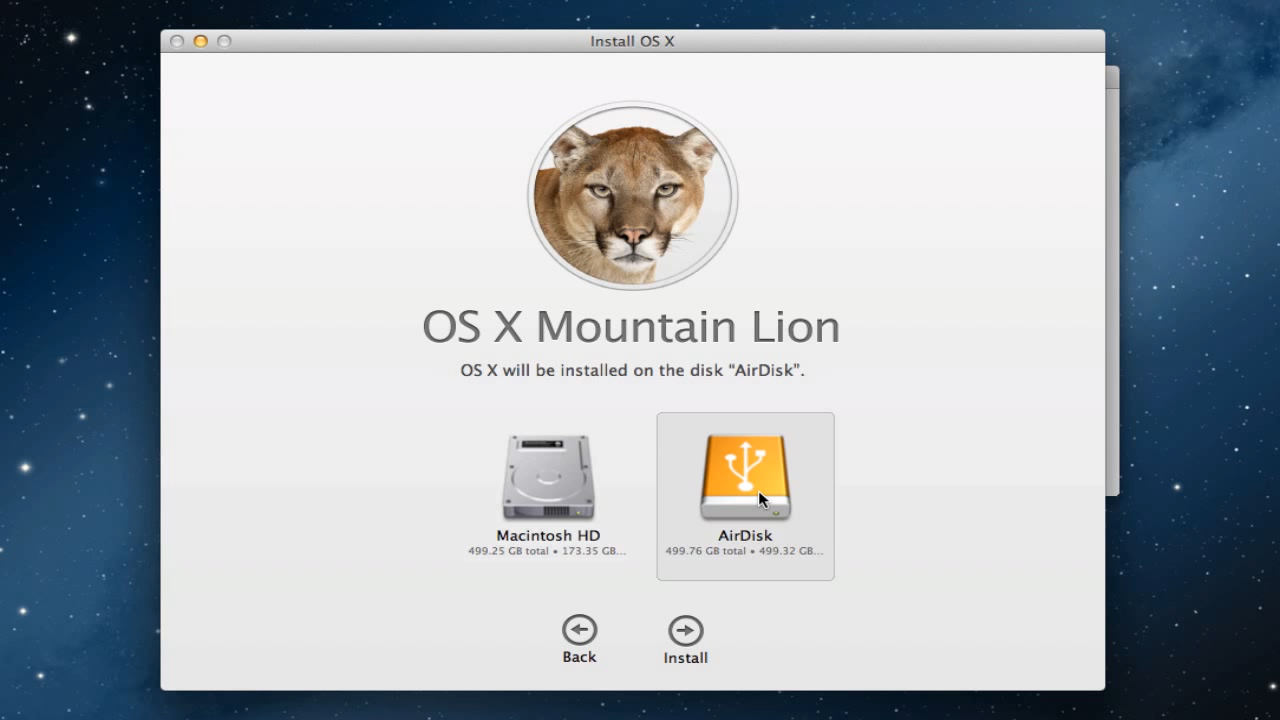 Install OS X
OS X Mountain Lion
OS X will be installed on the disk “AirDisk”.
Macintosh HD
499.25 GB total • 173.35 GB...
AirDisk
499.76 GB total • 499.32 GB...
Back
Install